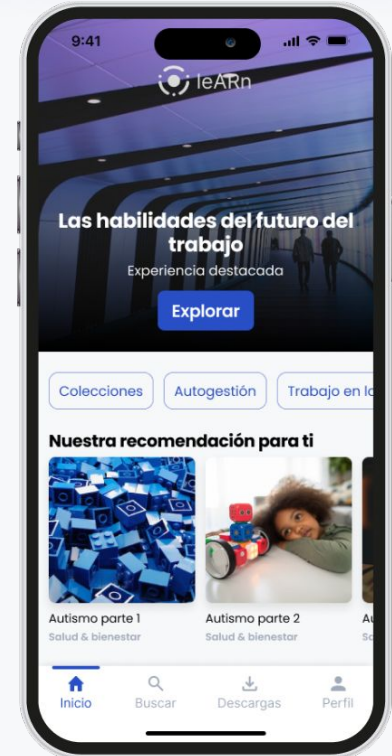 9:41
leARn
Las habilidades del futuro del
trabajo
Experiencia destacada
Explorar
Colecciones
Autogestión
Trabajo en
Nuestra recomendación para ti
Autismo parte 1
Salud & bienestar
Autismo parte 2
Salud & bienestar
Inicio
Buscar
Descargas
Perfil